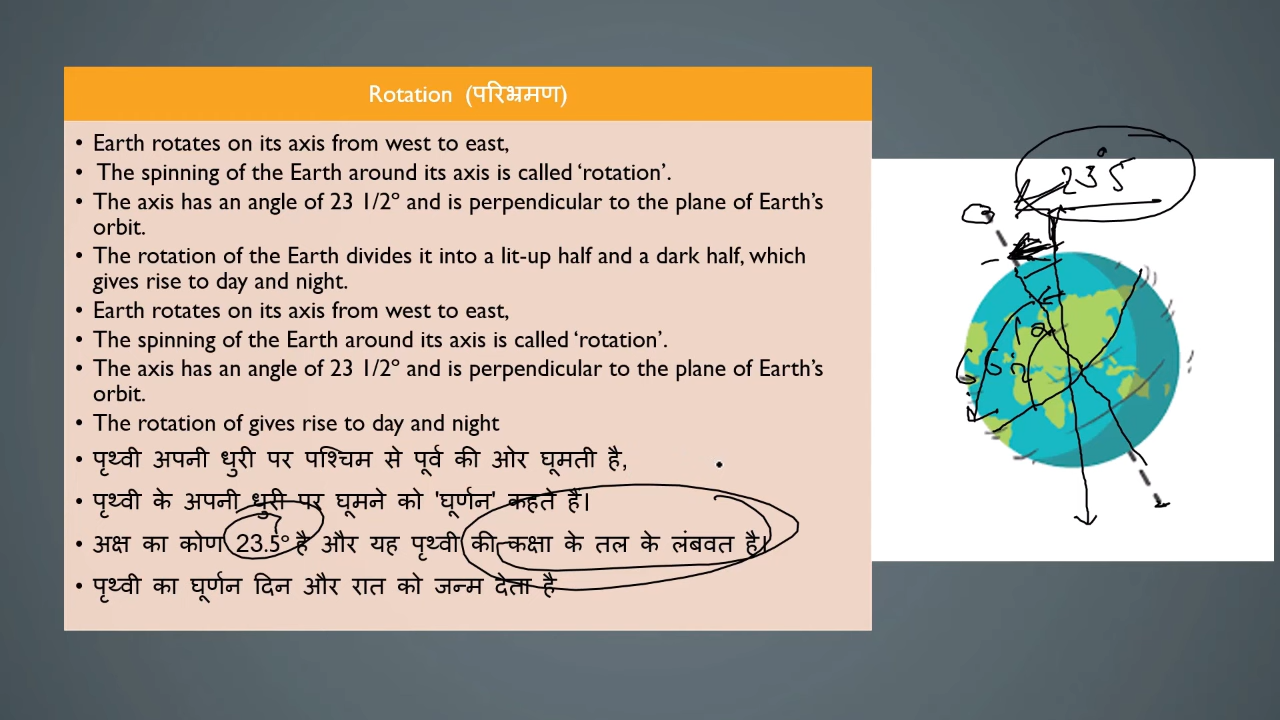 Rotation (परिभ्रमण)
• Earth rotates on its axis from west to east,
• The spinning of the Earth around its axis is called ‘rotation’.
• The axis has an angle of 23 1/2º and is perpendicular to the plane of Earth’s
orbit.
• The rotation of the Earth divides it into a lit-up half and a dark half, which
gives rise to day and night.
• Earth rotates on its axis from west to east,
• The spinning of the Earth around its axis is called ‘rotation’.
• The axis has an angle of 23 1/2º and is perpendicular to the plane of Earth’s
orbit.
• The rotation of gives rise to day and night
• पृथ्वी अपनी धुरी पर पश्चिम से पूर्व की ओर घूमती है,
• पृथ्वी के अपनी धुरी पर घूमने को 'घूर्णन' कहते हैं।
• अक्ष का कोण 23.5° है और यह पृथ्वी की कक्षा के तल के लंबवत है।
• पृथ्वी का घूर्णन दिन और रात को जन्म देता है
23°5